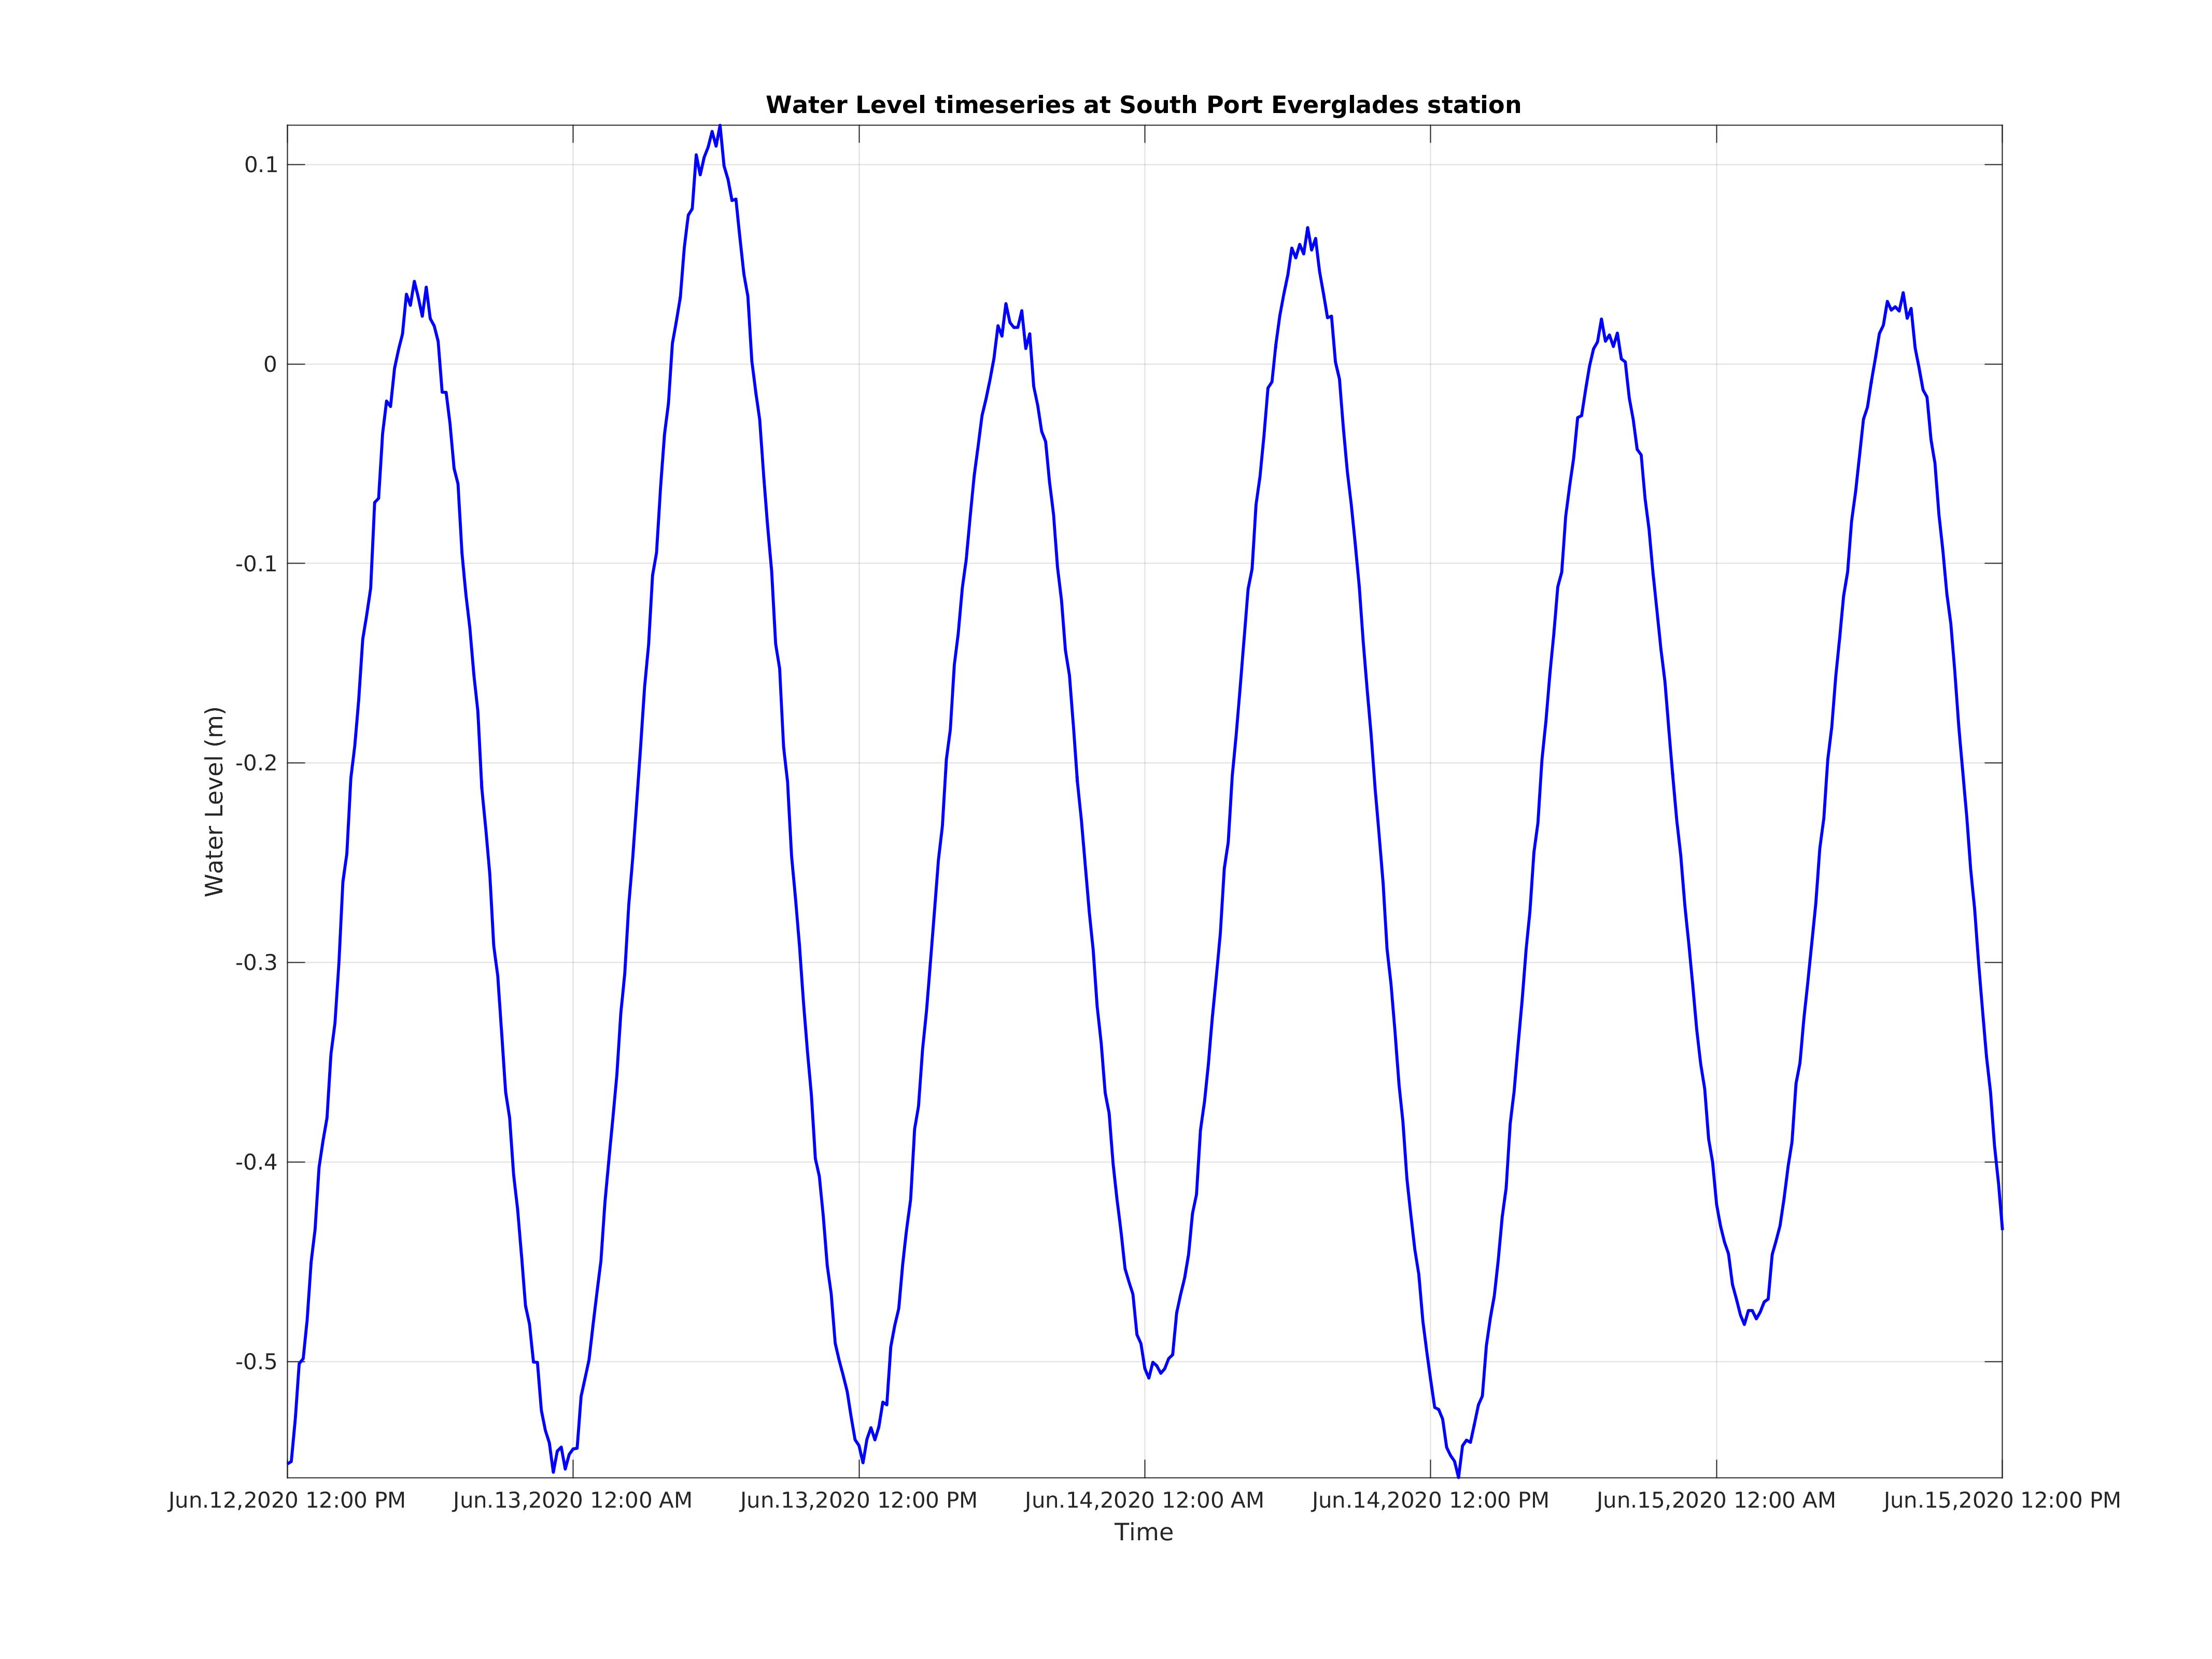 Water Level timeseries at South Port Everglades station
0.1
0
-0.1
-0.2
-0.3
-0.4
-0.5
Water Level (m)
Jun.12,2020 12:00 PM
Jun.13,2020 12:00 AM
Jun.13,2020 12:00 PM
Jun.14,2020 12:00 AM
Jun.14,2020 12:00 PM
Jun.15,2020 12:00 AM
Jun.15,2020 12:00 PM
Time